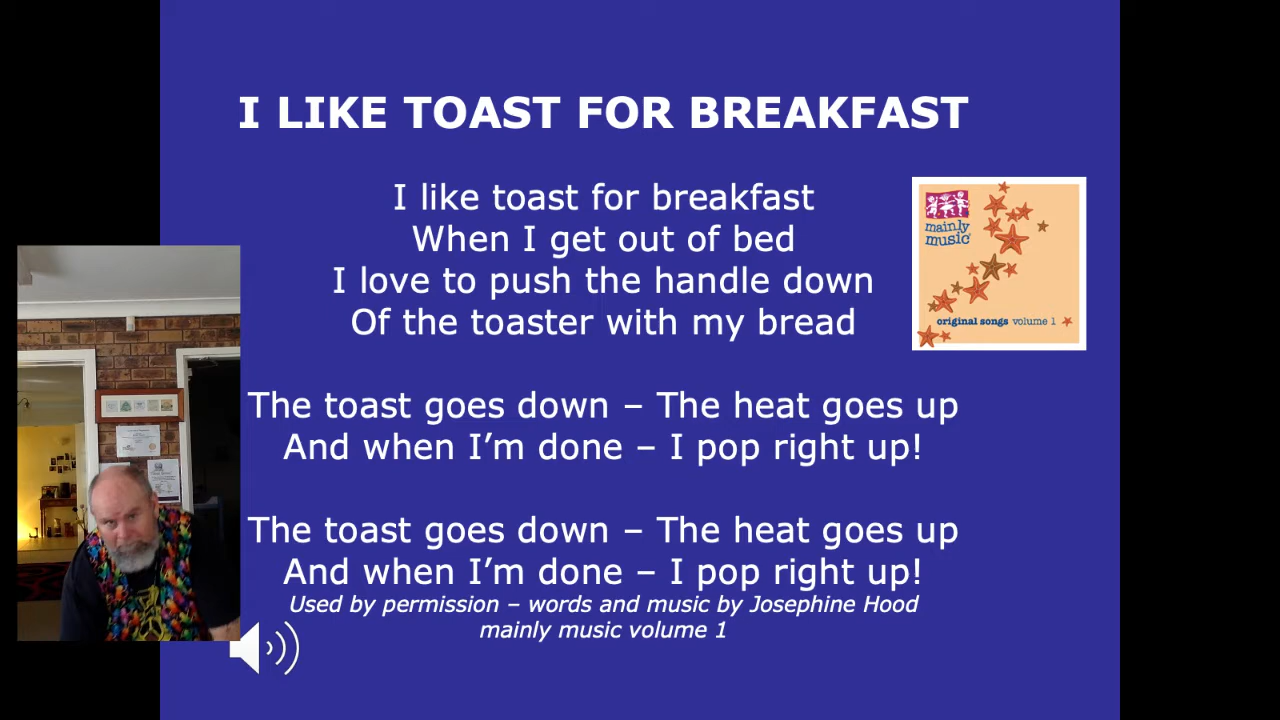 I LIKE TOAST FOR BREAKFAST
I like toast for breakfast
When I get out of bed
I love to push the handle down
Of the toaster with my bread
The toast goes down – The heat goes up
And when I’m done – I pop right up!
The toast goes down – The heat goes up
And when I’m done – I pop right up!
Used by permission – words and music by Josephine Hood
mainly music volume 1
mainly
music
original songs volume 1